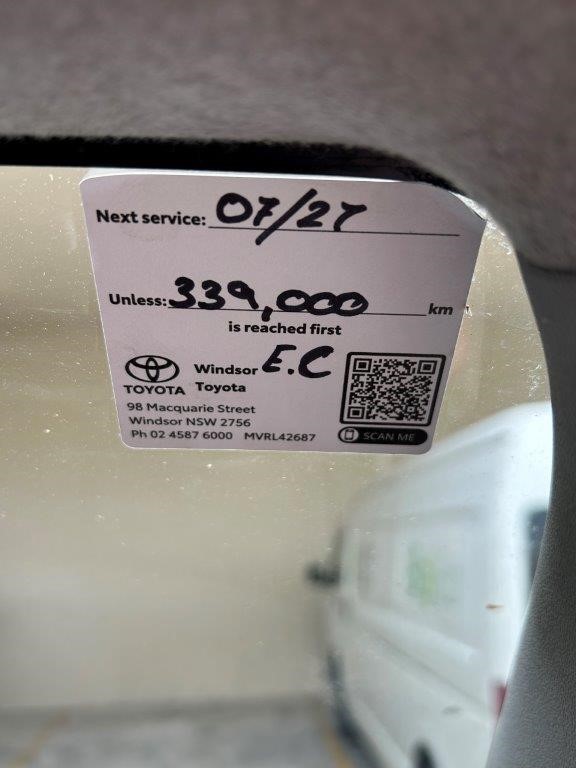 Next service: 07/27
Unless: 339,000 km
is reached first
TOYOTA
Windsor E.C
Toyota
98 Macquarie Street
Windsor NSW 2756
Ph 02 4587 6000 MVRL42687
SCAN ME